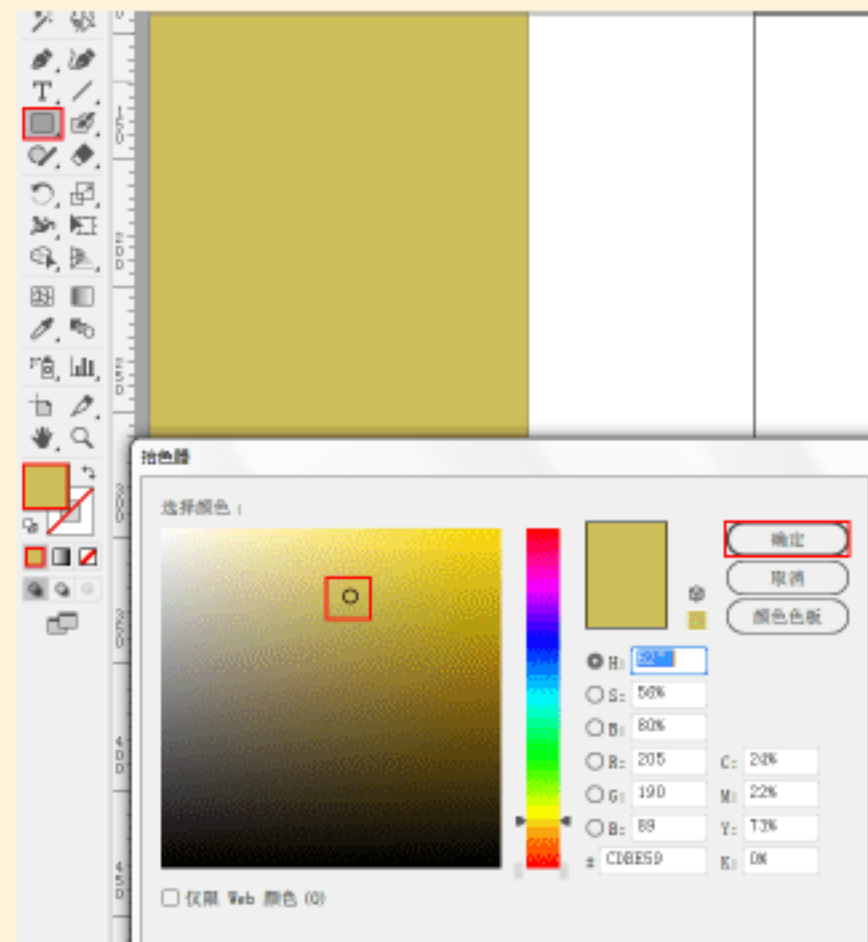 拾色器
选择颜色：
确定
取消
颜色色板
H: 52°
S: 56%
B: 80%
R: 205
C: 24%
G: 190
M: 22%
B: 89
Y: 73%
# CDBE59
K: 0%
仅限 Web 颜色 (O)